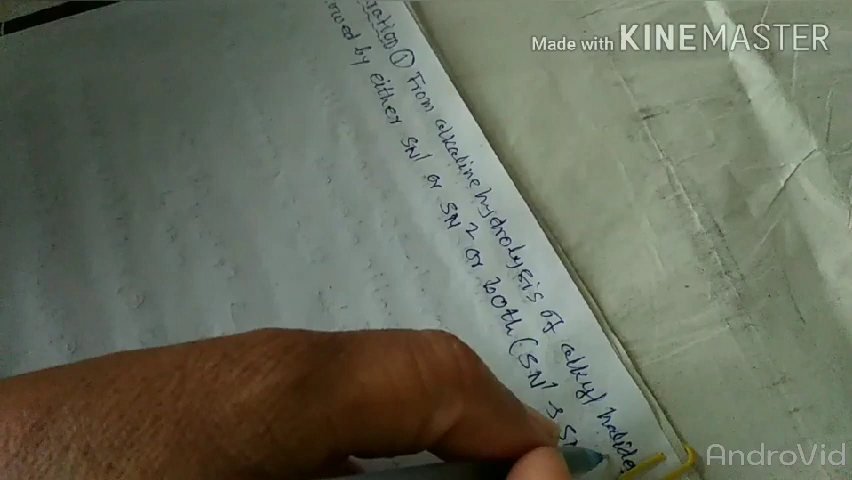 Made with KINEMASTER
① From alkaline hydrolysis of alkyl halide
by either SN1 or SN2 or both (SN1 &
AndroVid